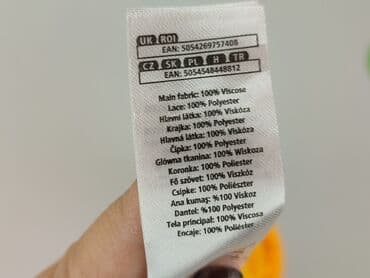 UK ROI
EAN: 5054269757408
CZ SK PL H TR
EAN: 5054548448812
Main fabric: 100% Viscose
Lace: 100% Polyester
Hlavní látka: 100% Viskóza
Krajka: 100% Polyester
Hlavná látka: 100% Viskóza
Čipka: 100% Polyester
Główna tkanina: 100% Wiskoza
Koronka: 100% Poliester
Fő szövet: 100% Viszkóz
Csipke: 100% Poliészter
Ana kumaş: %100 Viskoz
Dantel: %100 Polyester
Tela principal: 100% Viscosa
Encaje: 100% Poliéster